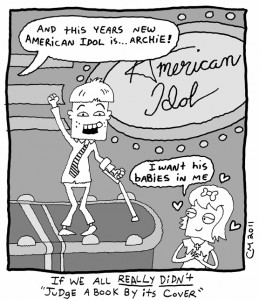 AND THIS YEARS NEW
AMERICAN IDOL IS... ARCHIE!
American
Idol
I WANT HIS
BABIES IN ME
CM 2011
IF WE ALL REALLY DIDN'T
"JUDGE A BOOK BY ITS COVER"